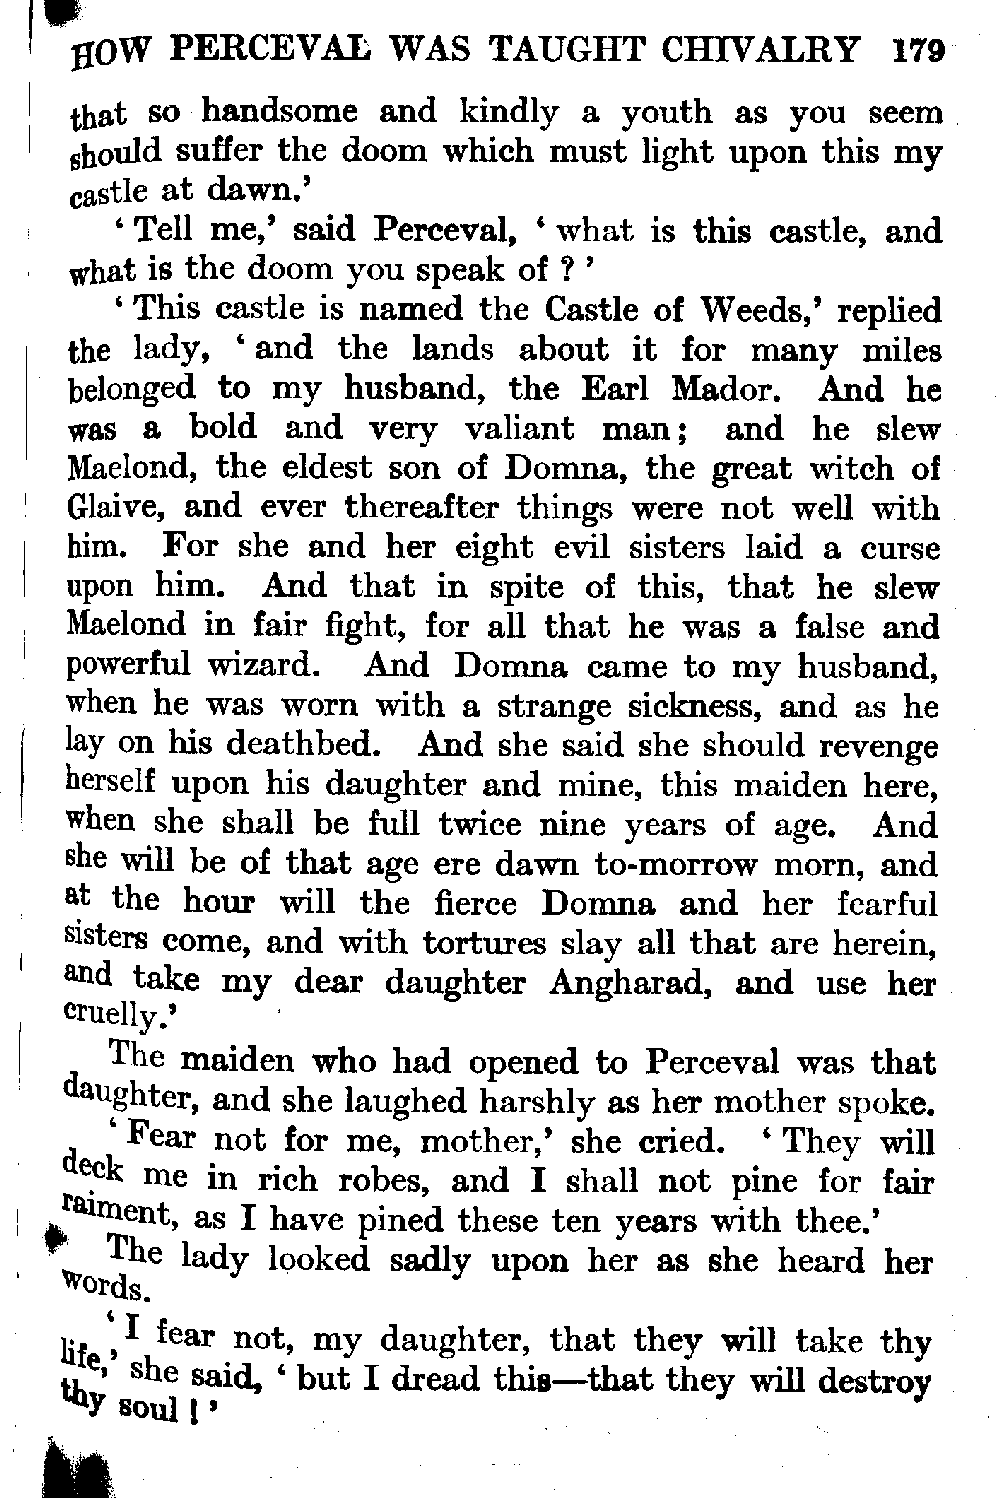 HOW PERCEVAL WAS TAUGHT CHIVALRY 179
that so handsome and kindly a youth as you seem
should suffer the doom which must light upon this my
castle at dawn.’
‘ Tell me,’ said Perceval, ‘ what is this castle, and
what is the doom you speak of ? ’
‘ This castle is named the Castle of Weeds,’ replied
the lady, ‘ and the lands about it for many miles
belonged to my husband, the Earl Mador. And he
was a bold and very valiant man; and he slew
Maelond, the eldest son of Domna, the great witch of
Glaive, and ever thereafter things were not well with
him. For she and her eight evil sisters laid a curse
upon him. And that in spite of this, that he slew
Maelond in fair fight, for all that he was a false and
powerful wizard. And Domna came to my husband,
when he was worn with a strange sickness, and as he
lay on his deathbed. And she said she should revenge
herself upon his daughter and mine, this maiden here,
when she shall be full twice nine years of age. And
she will be of that age ere dawn to-morrow morn, and
at the hour will the fierce Domna and her fearful
sisters come, and with tortures slay all that are herein,
and take my dear daughter Angharad, and use her
cruelly.’
The maiden who had opened to Perceval was that
daughter, and she laughed harshly as her mother spoke.
‘ Fear not for me, mother,’ she cried. ‘ They will
deck me in rich robes, and I shall not pine for fair
raiment, as I have pined these ten years with thee.’
The lady looked sadly upon her as she heard her
words.
‘ I fear not, my daughter, that they will take thy
life,’ she said, ‘ but I dread this—that they will destroy
thy soul ! ’